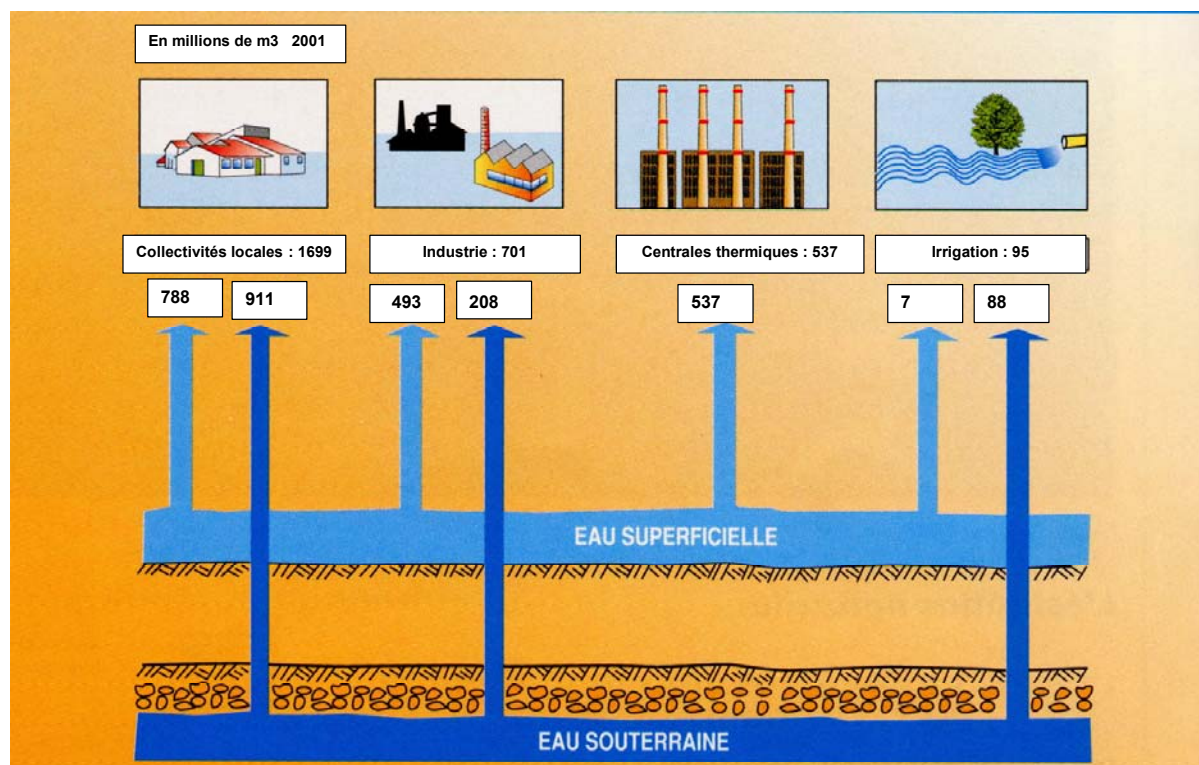 En millions de m3 2001
Collectivités locales : 1699
Industrie : 701
Centrales thermiques : 537
Irrigation : 95
788
911
493
208
537
7
88
EAU SUPERFICIELLE
EAU SOUTERRAINE